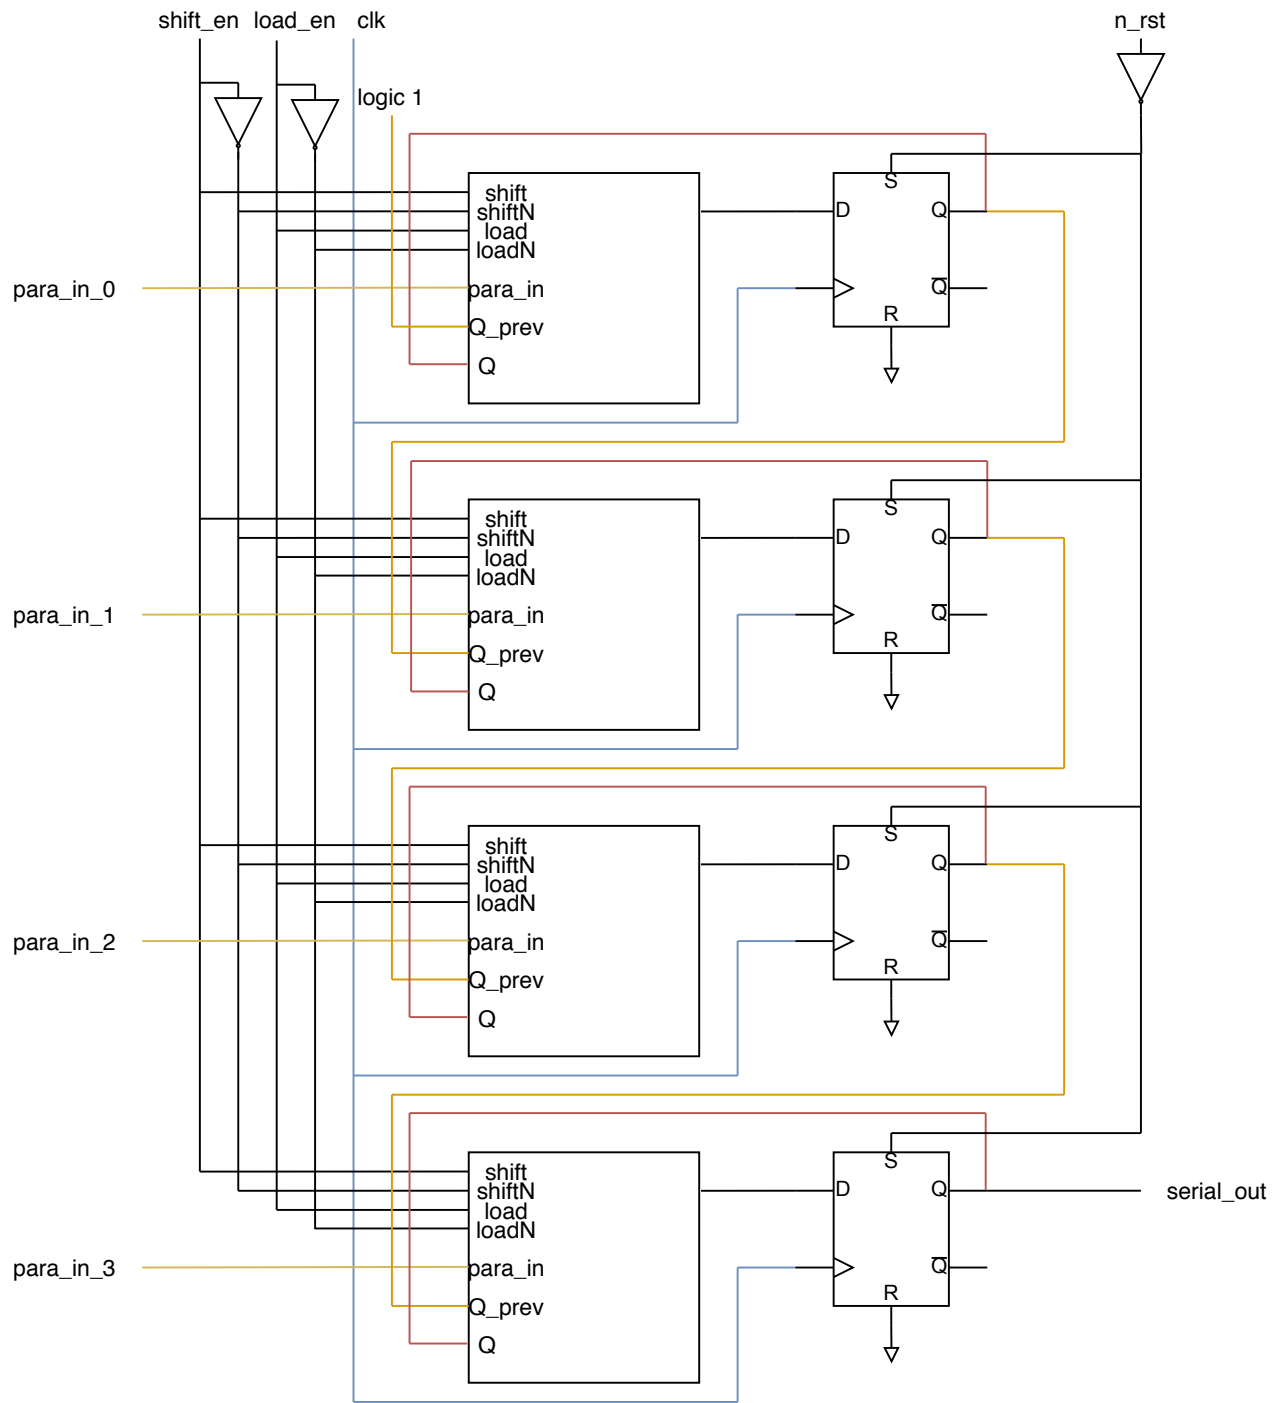 shift_en load_en clk n_rst
logic 1
S
shift
D Q
shiftN
load
loadN
para_in_0 para_in Q̅
R
Q_prev
Q
S
shift
D Q
shiftN
load
loadN
para_in_1 para_in Q̅
R
Q_prev
Q
S
shift
D Q
shiftN
load
loadN
para_in_2 para_in Q̅
R
Q_prev
Q
S
shift
D Q serial_out
shiftN
load
loadN
para_in_3 para_in Q̅
R
Q_prev
Q